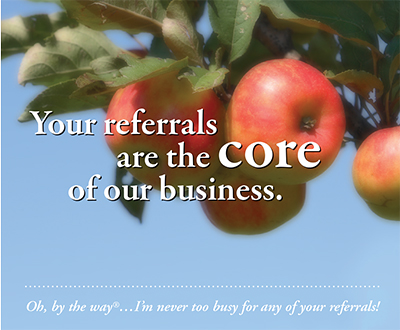 Your referrals
are the core
of our business.
Oh, by the way®…I'm never too busy for any of your referrals!